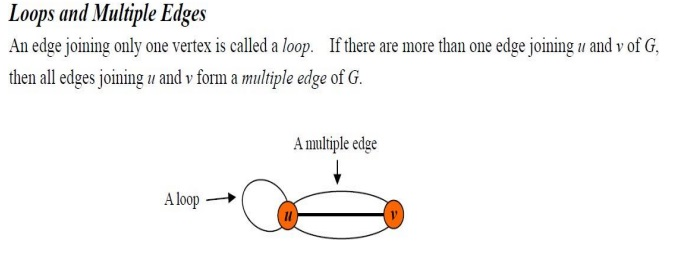 Loops and Multiple Edges
An edge joining only one vertex is called a loop. If there are more than one edge joining u and v of G,
then all edges joining u and v form a multiple edge of G.
A multiple edge
A loop
u
v